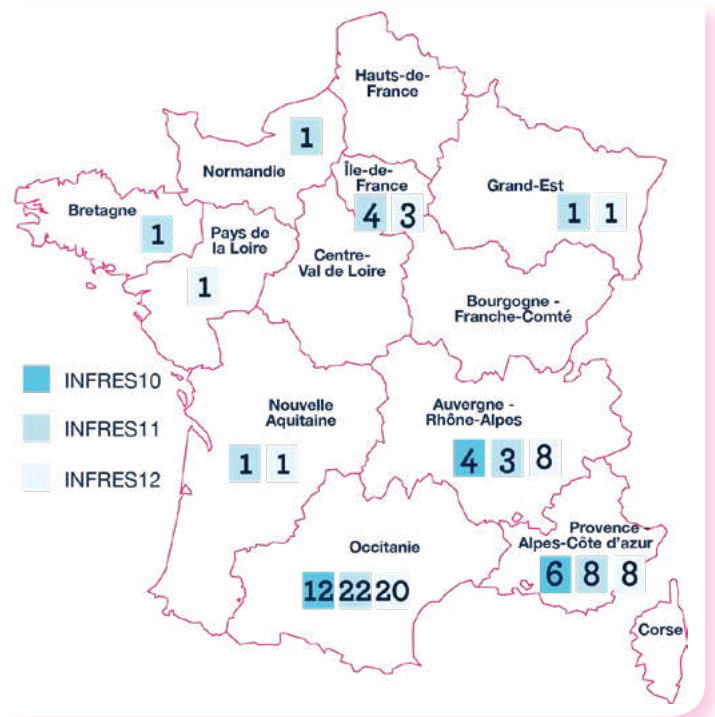 Hauts-de-
France
1
Normandie
Île-de-
France
4 3
Grand-Est
1 1
Bretagne
1
Pays de
la Loire
1
Centre-
Val de Loire
Bourgogne -
Franche-Comté
INFRES10
INFRES11
INFRES12
Nouvelle
Aquitaine
1 1
Auvergne -
Rhône-Alpes
4 3 8
Provence -
Alpes-Côte d'azur
6 8 8
Occitanie
12 22 20
Corse